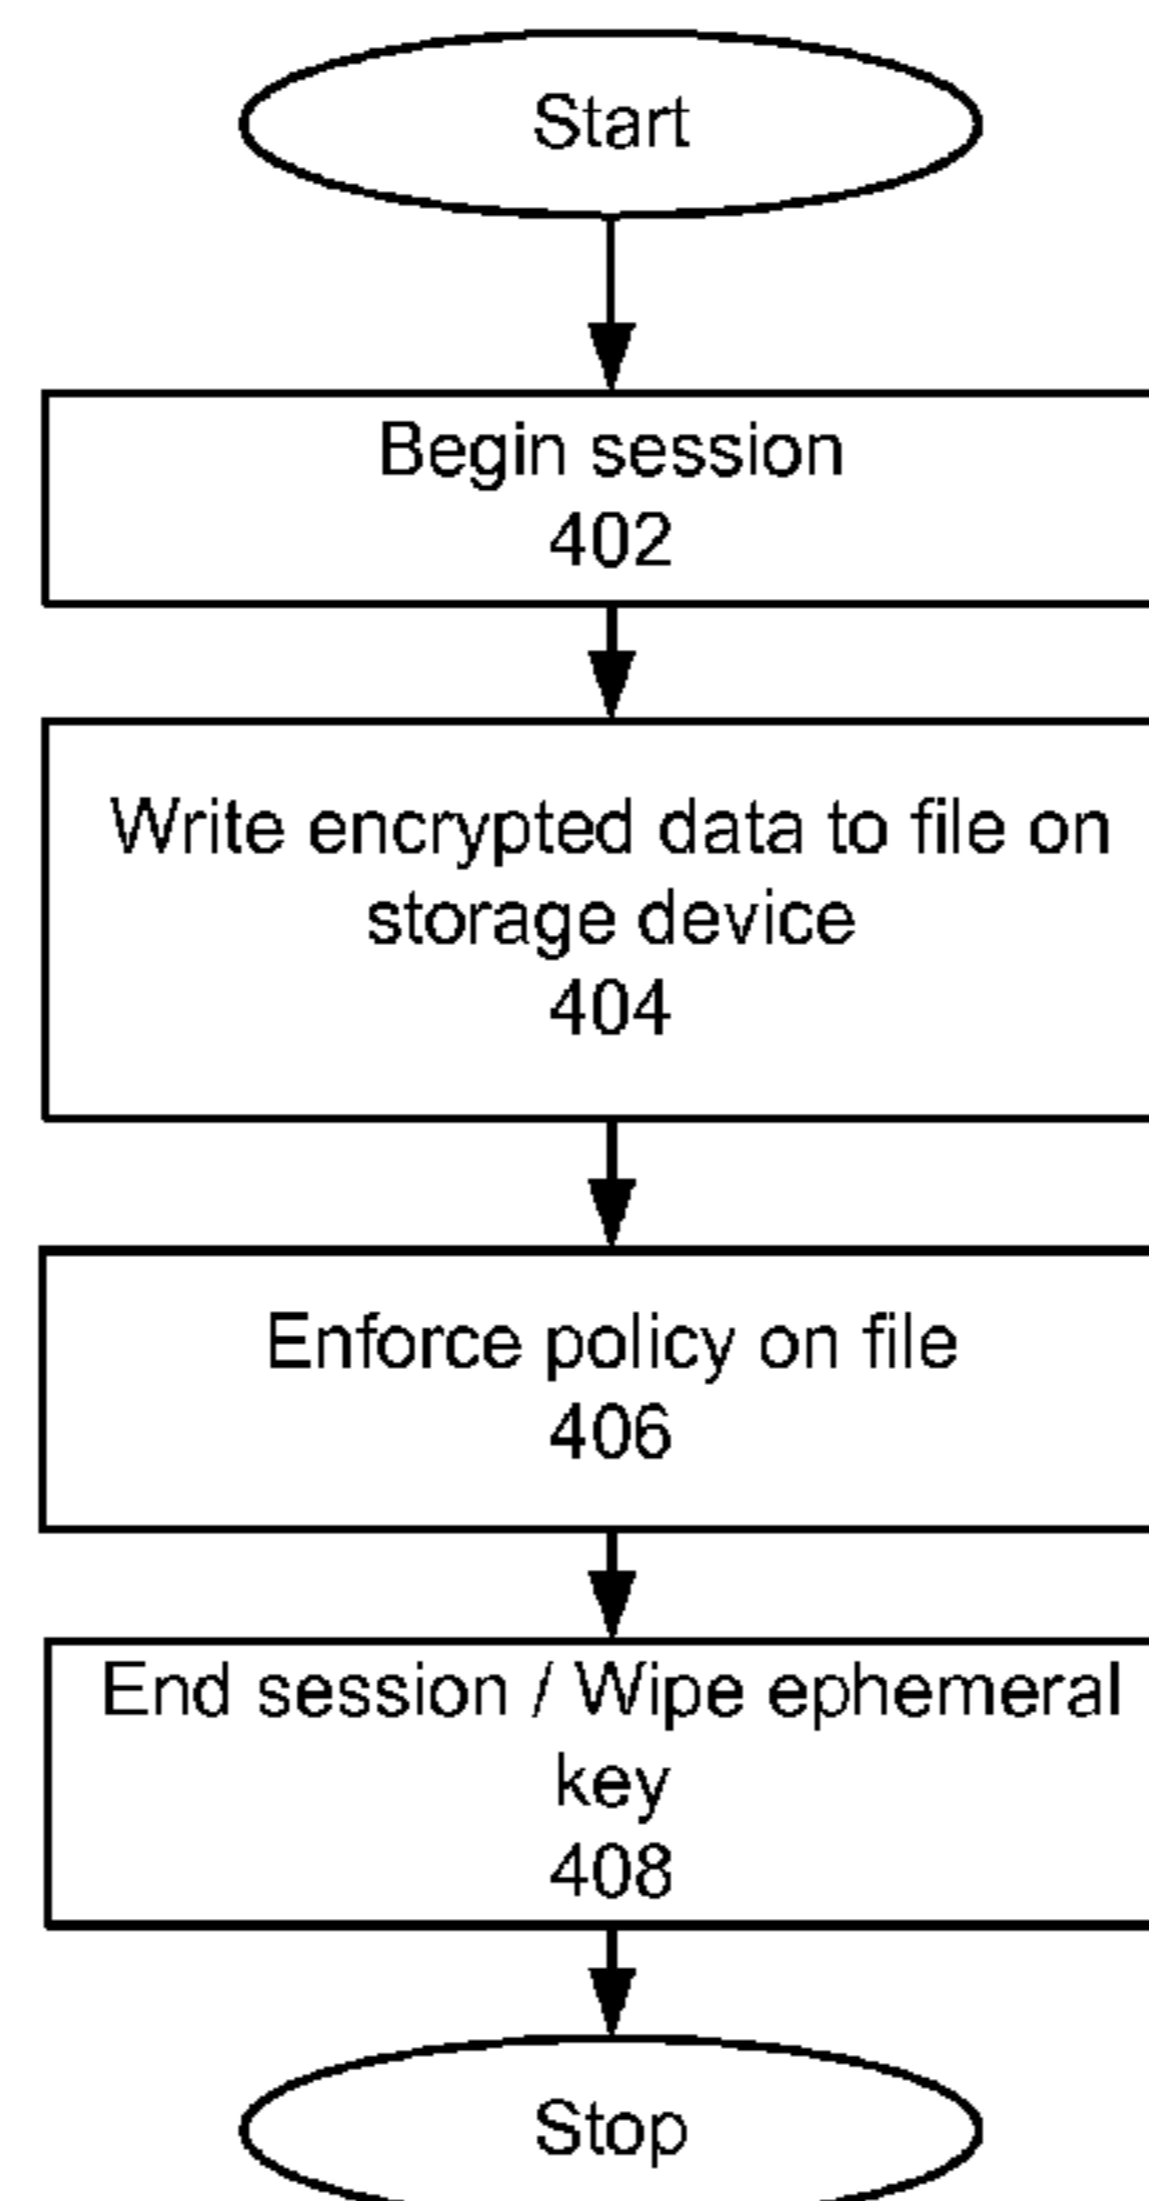 Start
Begin session
402
Write encrypted data to file on
storage device
404
Enforce policy on file
406
End session / Wipe ephemeral
key
408
Stop